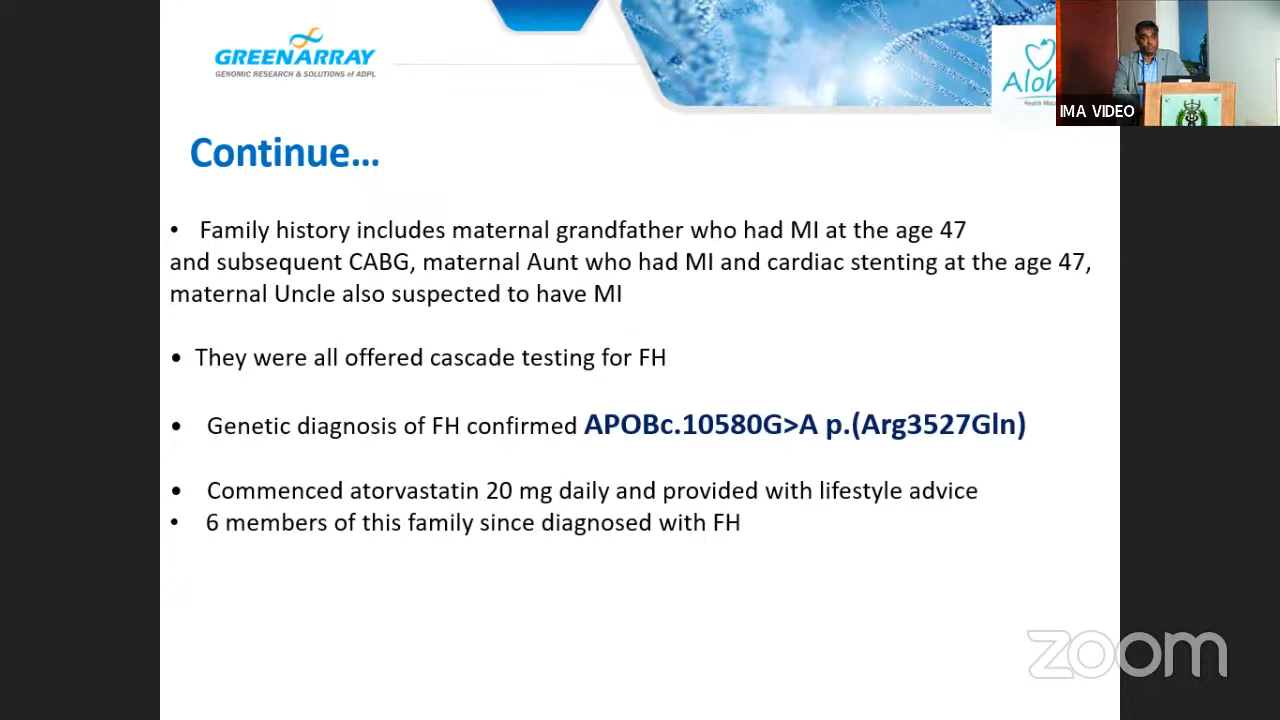 GREENARRAY
GENOMIC RESEARCH & SOLUTIONS of ADPL
IMA VIDEO
Continue...
• Family history includes maternal grandfather who had MI at the age 47
and subsequent CABG, maternal Aunt who had MI and cardiac stenting at the age 47,
maternal Uncle also suspected to have MI
• They were all offered cascade testing for FH
• Genetic diagnosis of FH confirmed APOBc.10580G>A p.(Arg3527Gln)
• Commenced atorvastatin 20 mg daily and provided with lifestyle advice
• 6 members of this family since diagnosed with FH
zoom